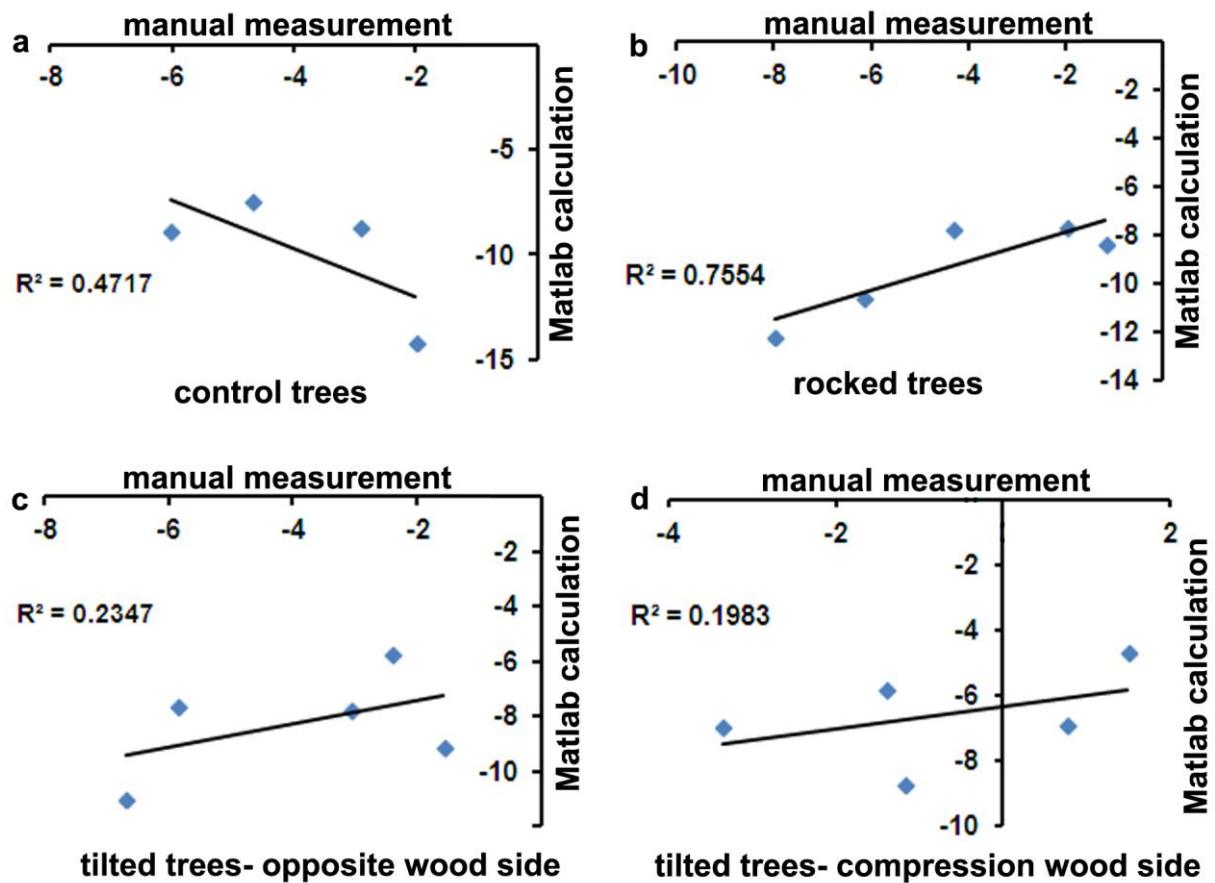 manual measurement
a
-8 -6 -4 -2
-5
-10
-15
Matlab calculation
R² = 0.4717
control trees
manual measurement
b
-10 -8 -6 -4 -2
-2
-4
-6
-8
-10
-12
-14
Matlab calculation
R² = 0.7554
rocked trees
manual measurement
c
-8 -6 -4 -2
-2
-4
-6
-8
-10
Matlab calculation
R² = 0.2347
tilted trees- opposite wood side
manual measurement
d
-4 -2 2
-2
-4
-6
-8
-10
Matlab calculation
R² = 0.1983
tilted trees- compression wood side